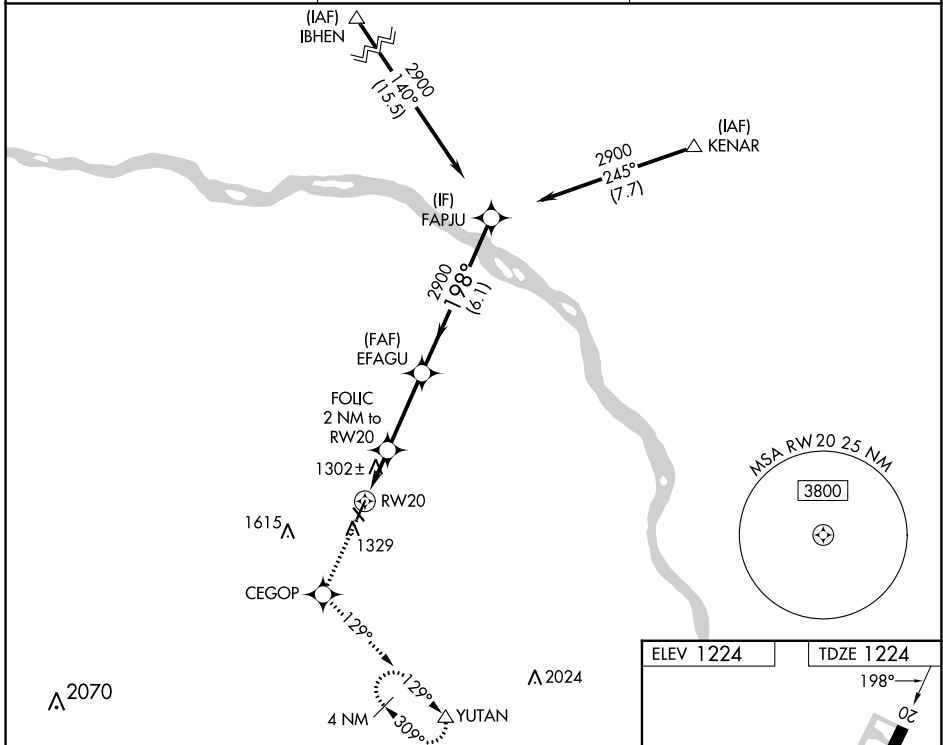 (IAF)
IBHEN
2900
140°
(15.5)
(IAF)
KENAR
2900
245°
(7.7)
(IF)
FAPJU
2900
198°
(6.1)
(FAF)
EFAGU
FOLIC
2 NM to
RW20
1302±
RW20
1615
1329
CEGOP
129°
129°
4 NM
309°
YUTAN
2070
2024
MSA RW20 25 NM
3800
ELEV 1224
TDZE 1224
198°
20